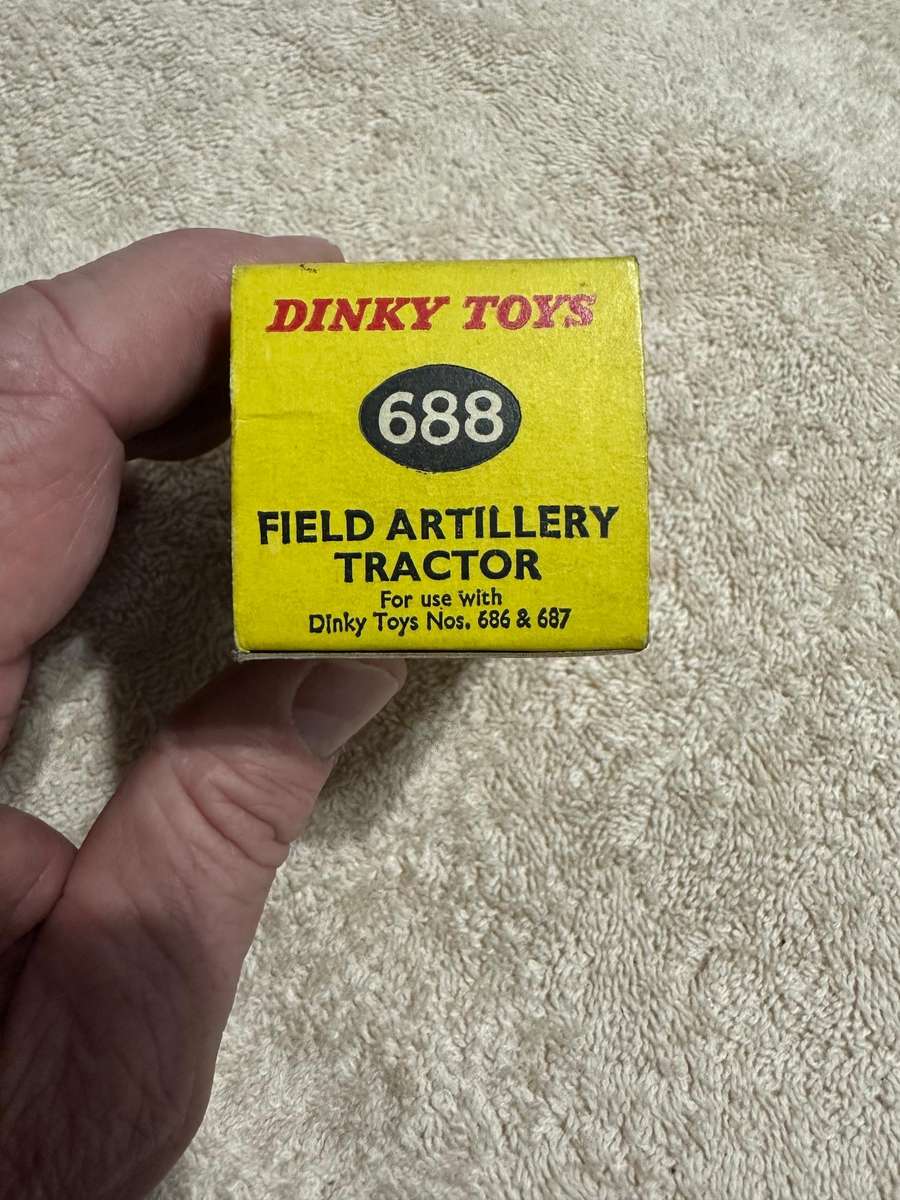 DINKY TOYS
688
FIELD ARTILLERY
TRACTOR
For use with
Dinky Toys Nos. 686 & 687